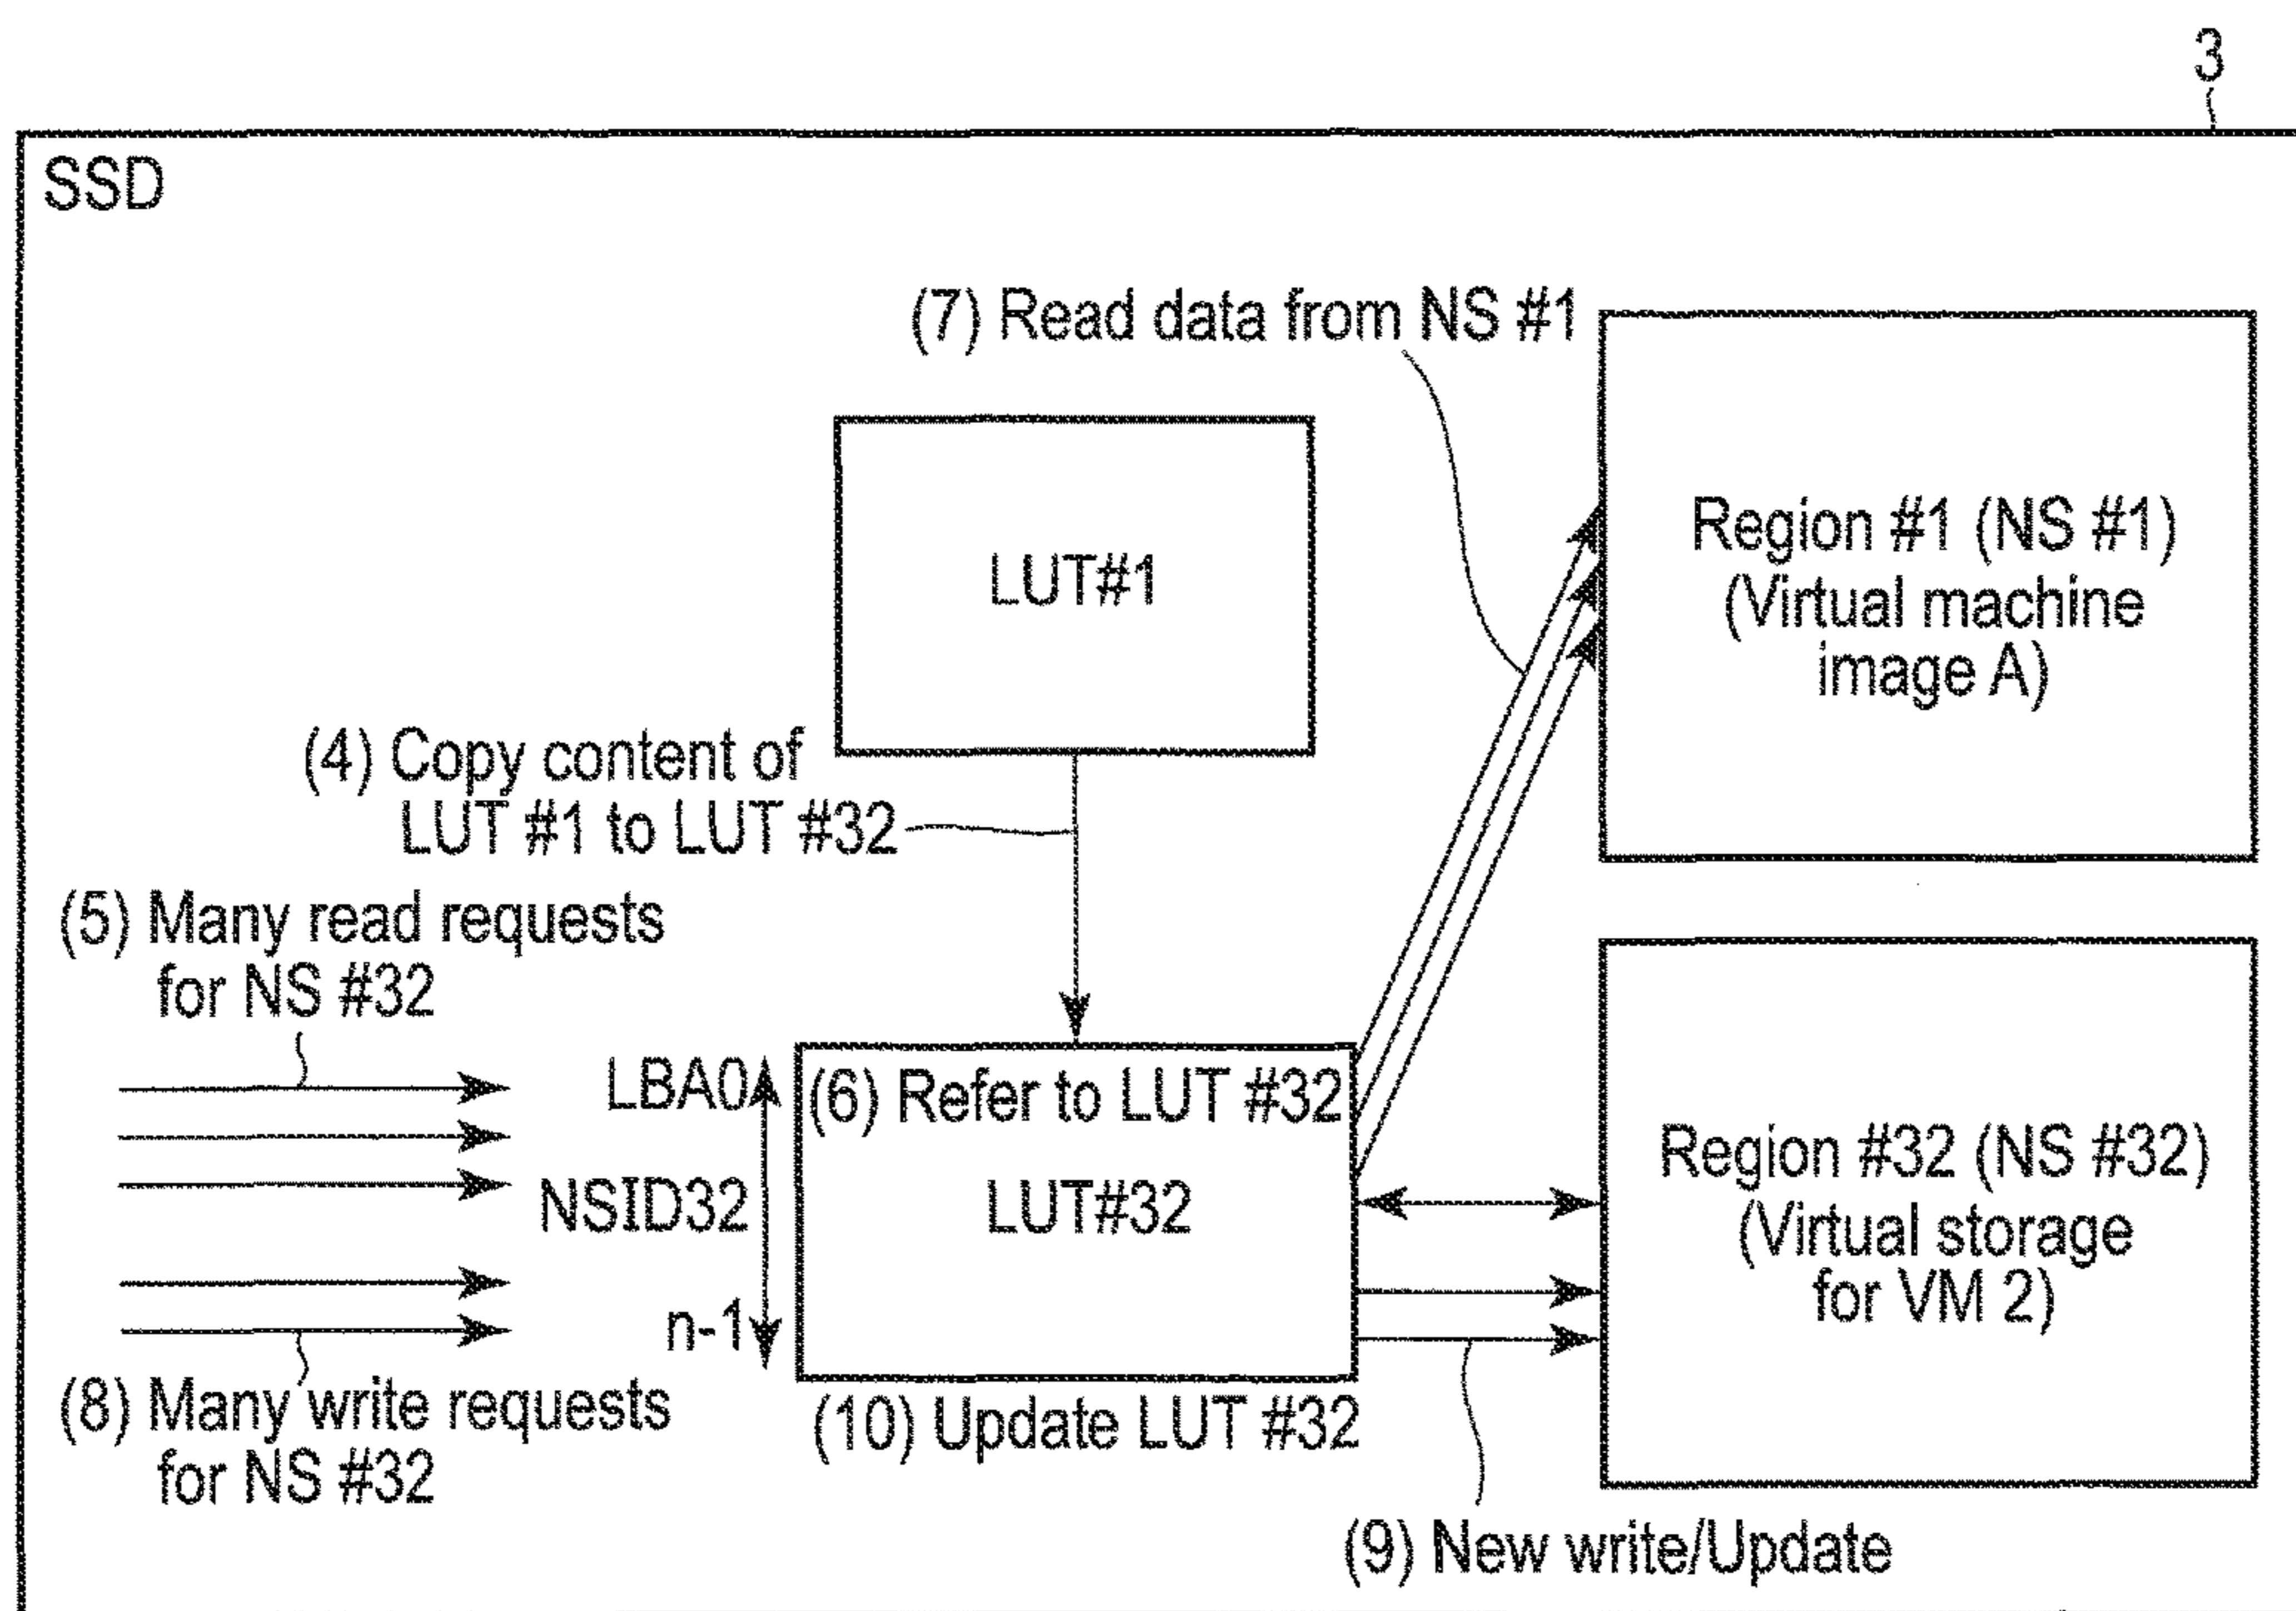 3
SSD
(7) Read data from NS #1
LUT#1
Region #1 (NS #1)
(Virtual machine
image A)
(4) Copy content of
LUT #1 to LUT #32
(5) Many read requests
for NS #32
LBA0
(6) Refer to LUT #32
NSID32
LUT#32
n-1
Region #32 (NS #32)
(Virtual storage
for VM 2)
(8) Many write requests
for NS #32
(10) Update LUT #32
(9) New write/Update